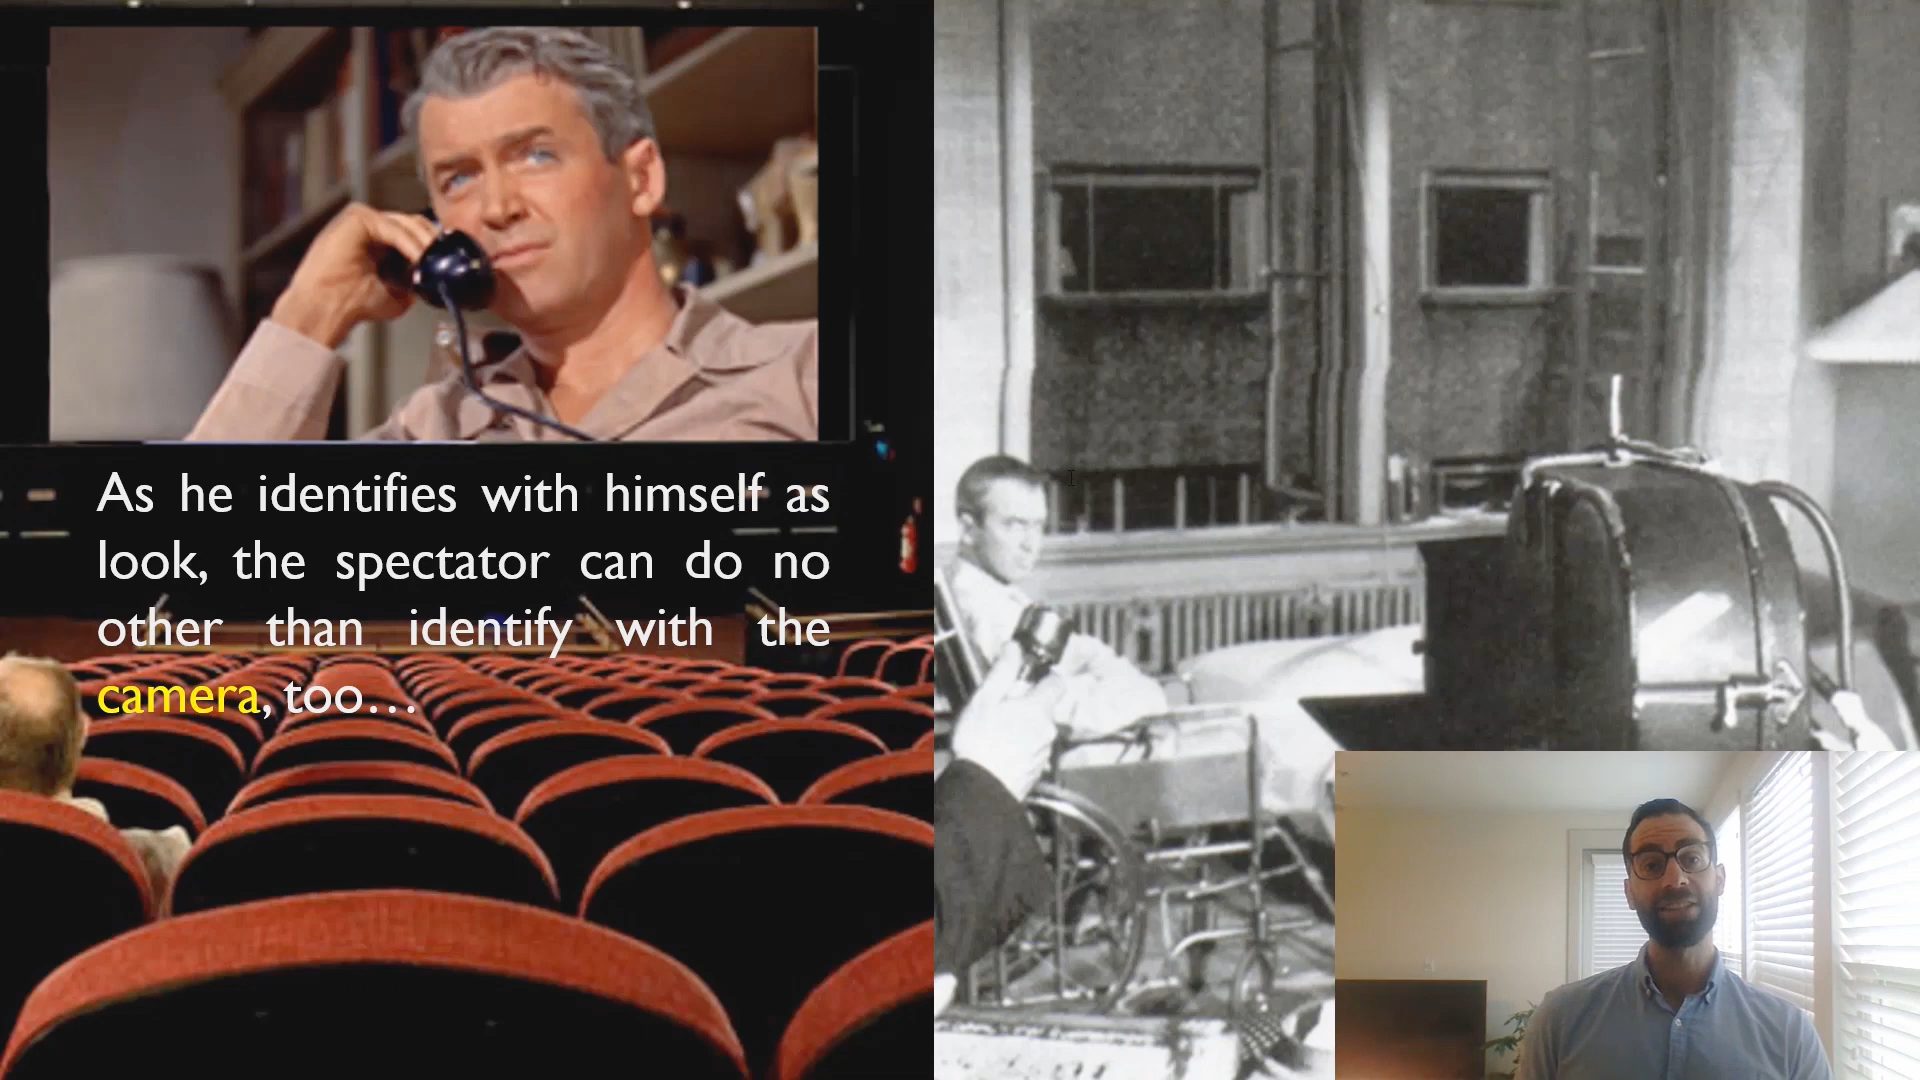 As he identifies with himself as
look, the spectator can do no
other than identify with the
camera, too…